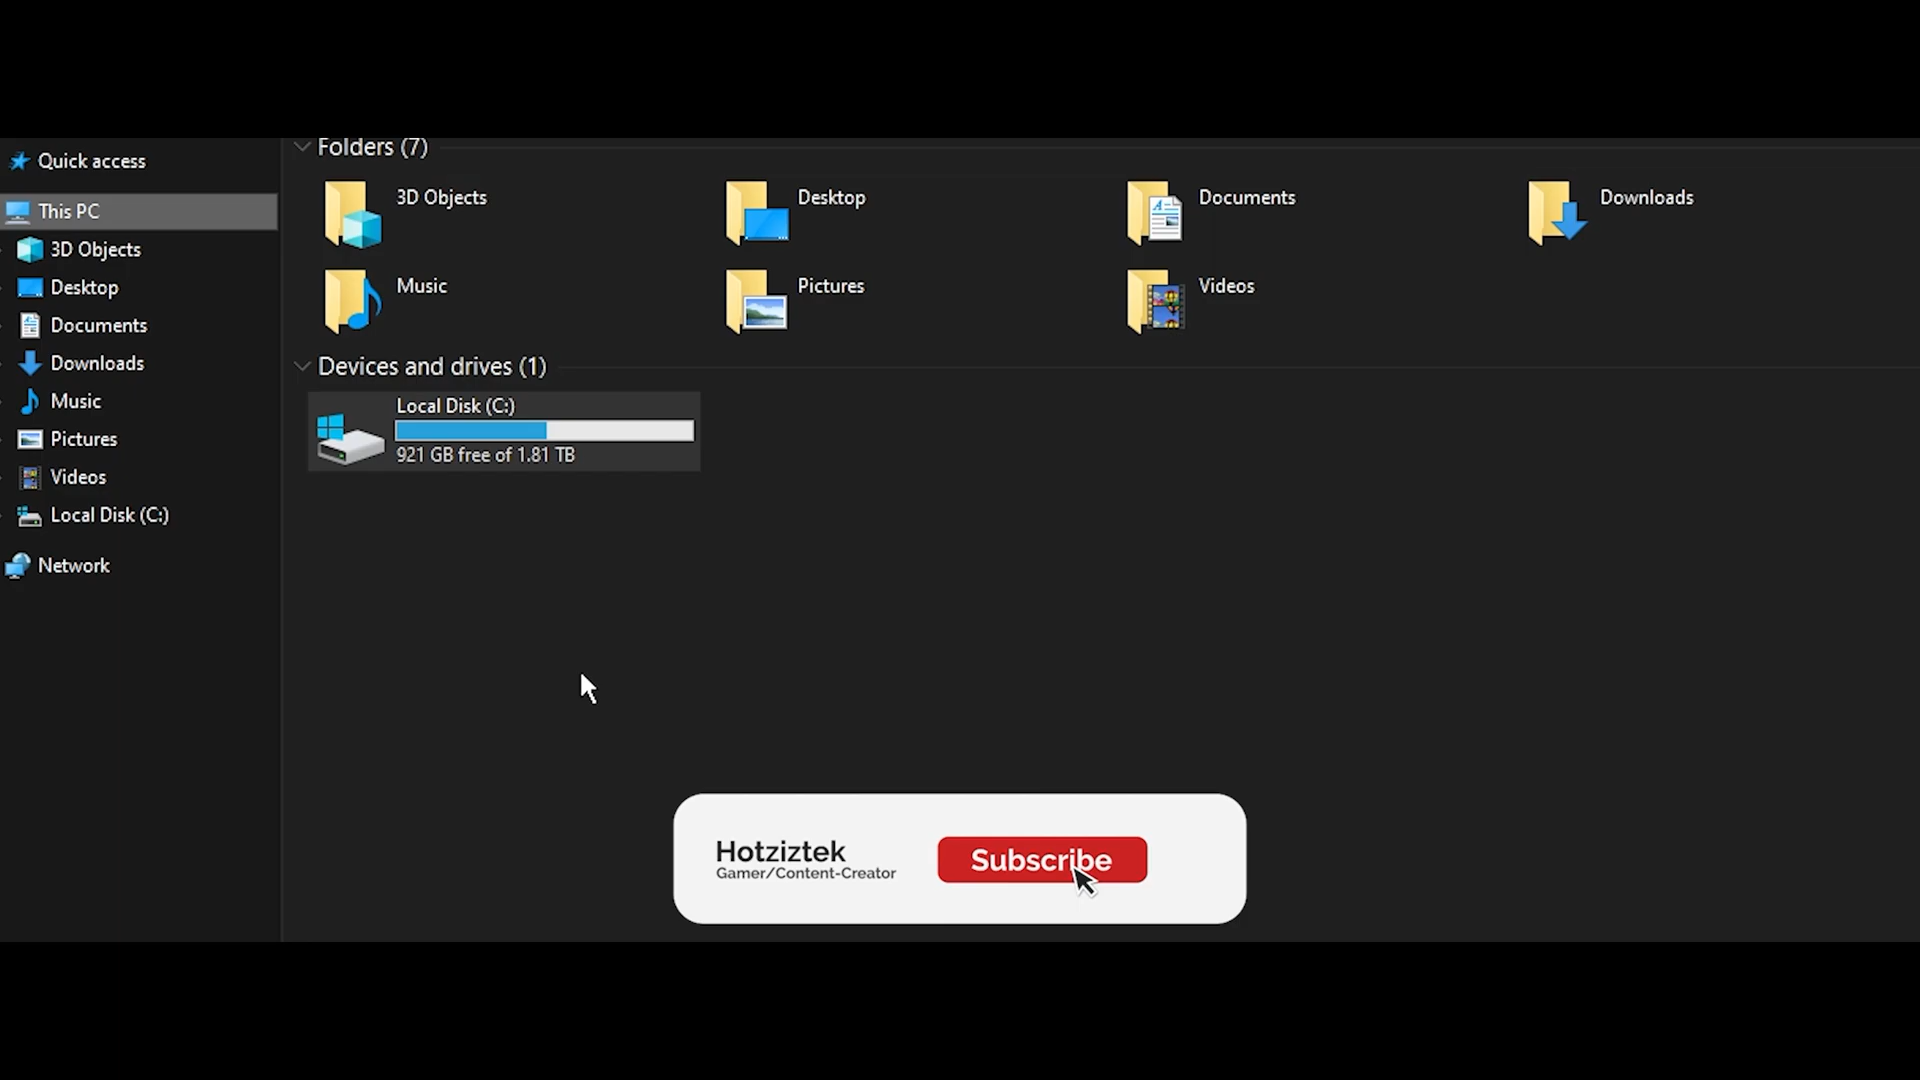 Quick access
This PC
3D Objects
Desktop
Documents
Downloads
Music
Pictures
Videos
Local Disk (C:)
Network
Folders (7)
3D Objects
Desktop
Documents
Downloads
Music
Pictures
Videos
Devices and drives (1)
Local Disk (C:)
921 GB free of 1.81 TB
Hotziztek
Gamer/Content-Creator
Subscribe